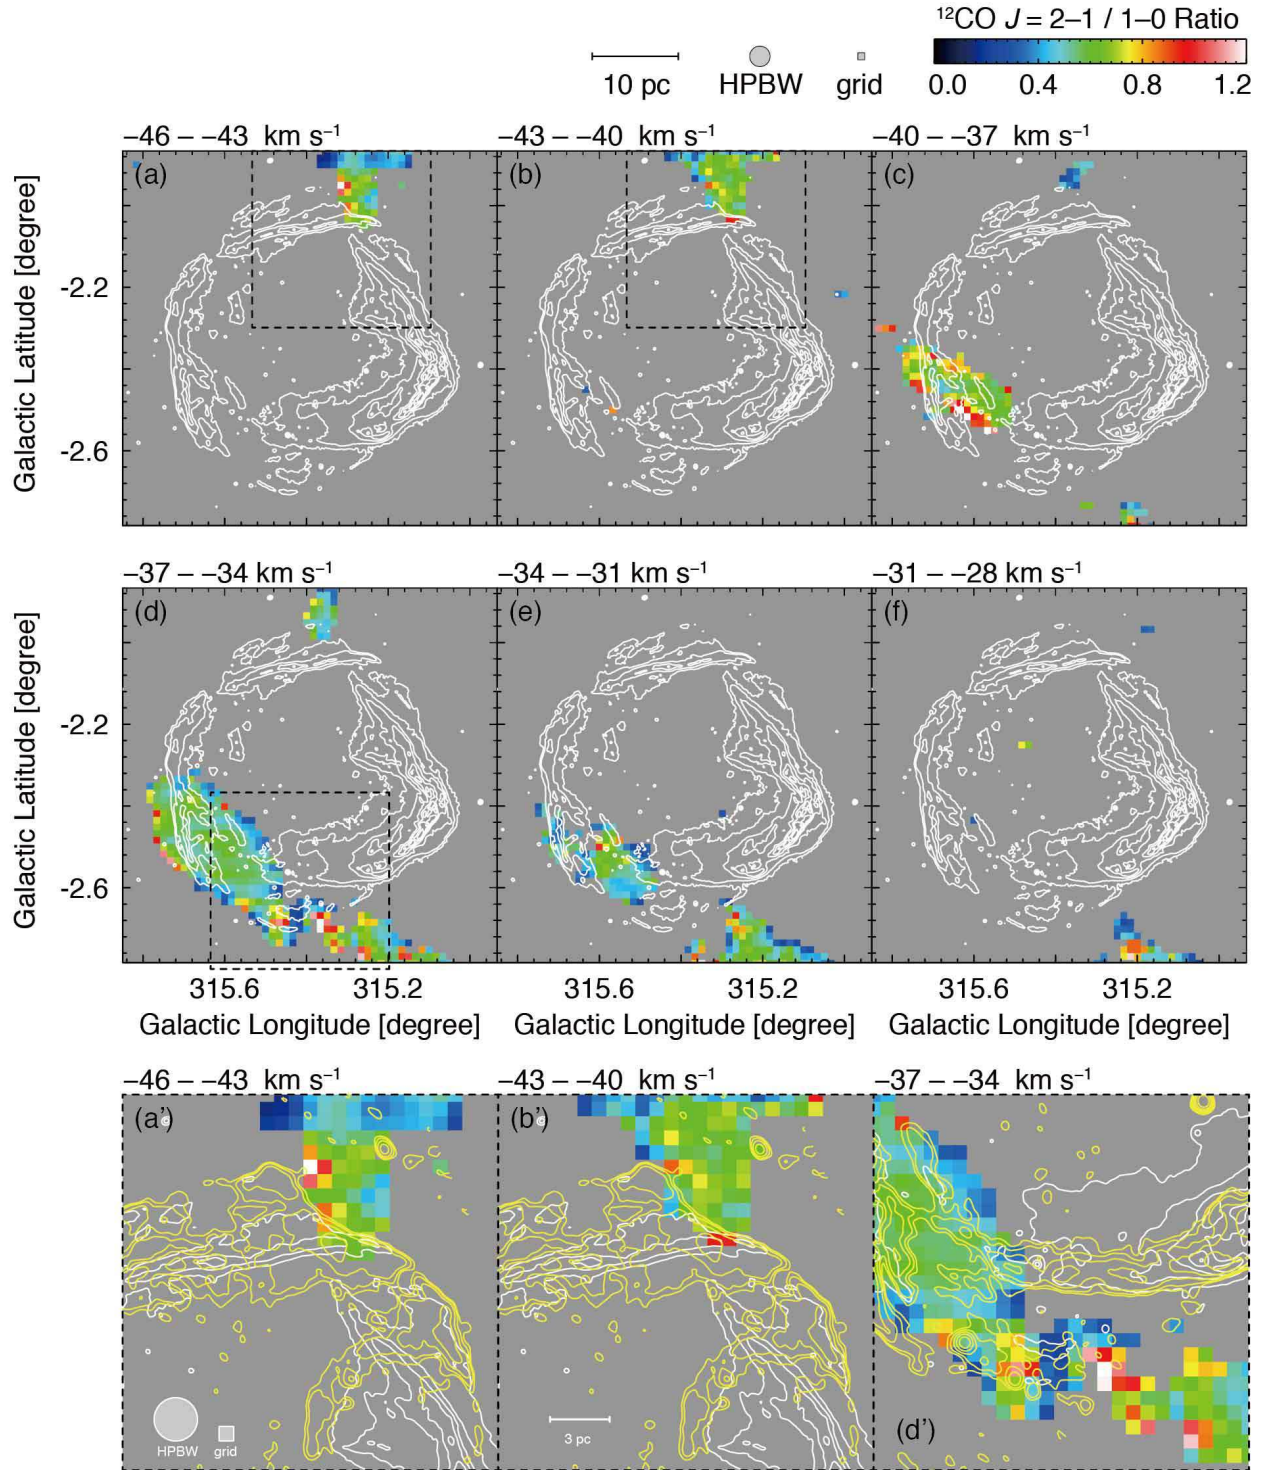 ¹²CO J = 2–1 / 1–0 Ratio
10 pc HPBW grid 0.0 0.4 0.8 1.2
–46 – –43 km s⁻¹ –43 – –40 km s⁻¹ –40 – –37 km s⁻¹
(a) (b) (c)
Galactic Latitude [degree]
-2.2
-2.6
–37 – –34 km s⁻¹ –34 – –31 km s⁻¹ –31 – –28 km s⁻¹
(d) (e) (f)
Galactic Latitude [degree]
-2.2
-2.6
315.6 315.2 315.6 315.2 315.6 315.2
Galactic Longitude [degree] Galactic Longitude [degree] Galactic Longitude [degree]
–46 – –43 km s⁻¹ –43 – –40 km s⁻¹ –37 – –34 km s⁻¹
(a') (b')
(d')
HPBW grid 3 pc